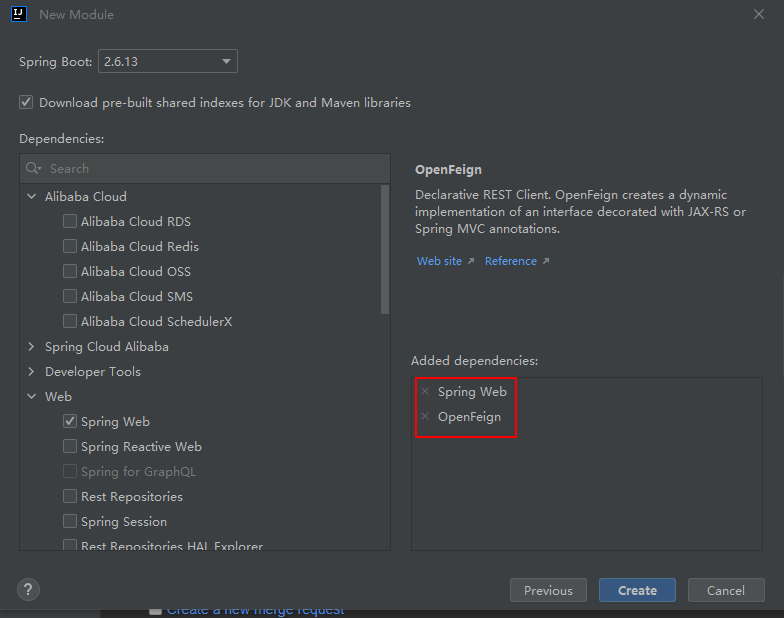 IJ New Module
Spring Boot: 2.6.13
Download pre-built shared indexes for JDK and Maven libraries
Dependencies:
Search
Alibaba Cloud
Alibaba Cloud RDS
Alibaba Cloud Redis
Alibaba Cloud OSS
Alibaba Cloud SMS
Alibaba Cloud SchedulerX
Spring Cloud Alibaba
Developer Tools
Web
Spring Web
Spring Reactive Web
Spring for GraphQL
Rest Repositories
Spring Session
Rest Repositories HAL Explorer
OpenFeign
Declarative REST Client. OpenFeign creates a dynamic
implementation of an interface decorated with JAX-RS or
Spring MVC annotations.
Web site Reference
Added dependencies:
Spring Web
OpenFeign
? Previous Create Cancel
Create a new merge request